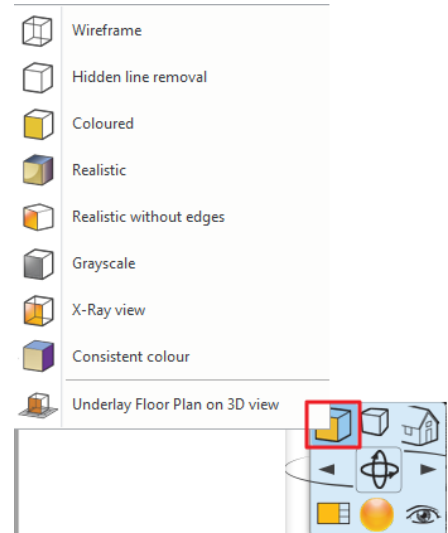 Wireframe
Hidden line removal
Coloured
Realistic
Realistic without edges
Grayscale
X-Ray view
Consistent colour
Underlay Floor Plan on 3D view